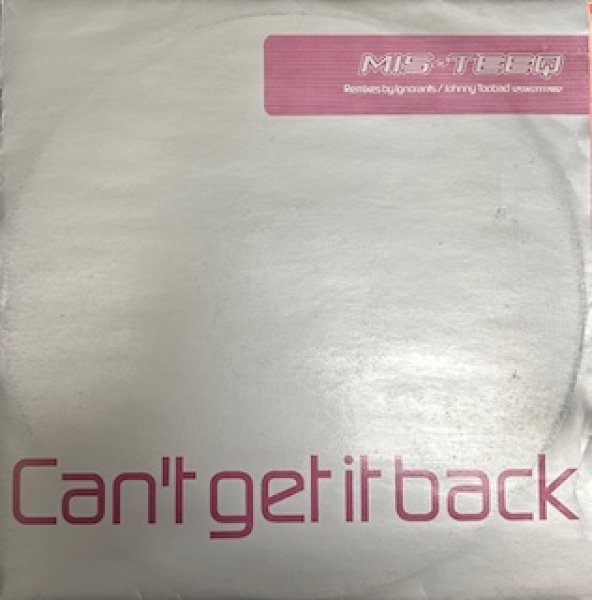 MIS-TEEQ
Remixes by Ignorants / Johnny Toobad
Can't get it back